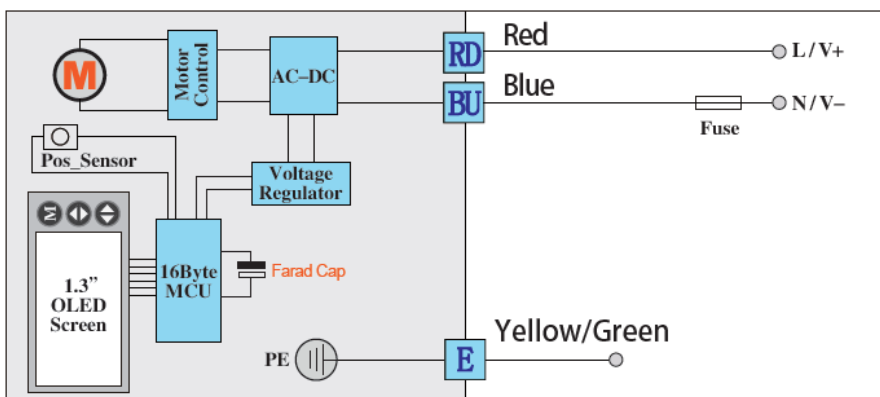 M
Motor
Control
AC–DC
RD
Red
L/V+
BU
Blue
N/V–
Fuse
Pos_Sensor
Voltage
Regulator
M
1.3”
OLED
Screen
16Byte
MCU
Farad Cap
PE
E
Yellow/Green